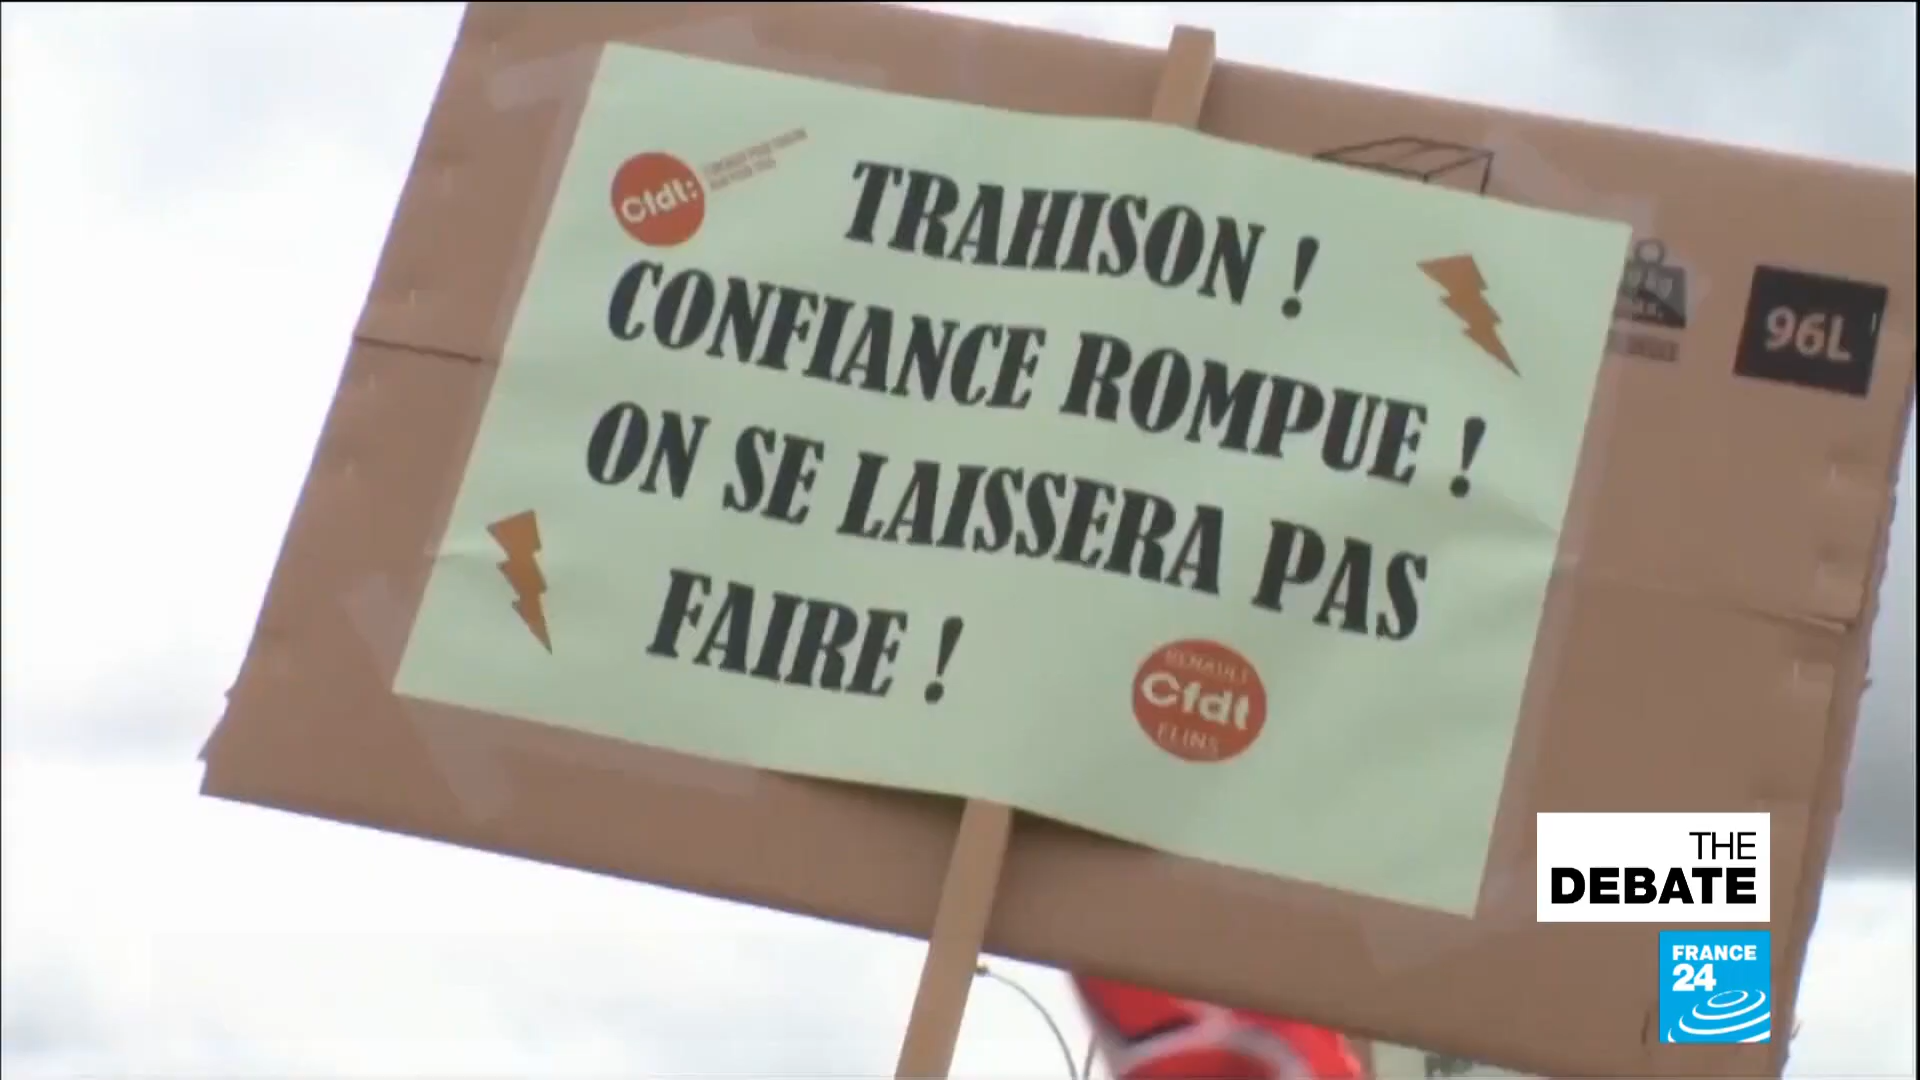 Cfdt:
TRAHISON !
CONFIANCE ROMPUE !
ON SE LAISSERA PAS
FAIRE !
RENAULT
Cfdt
FLINS
96L
THE
DEBATE
FRANCE
24